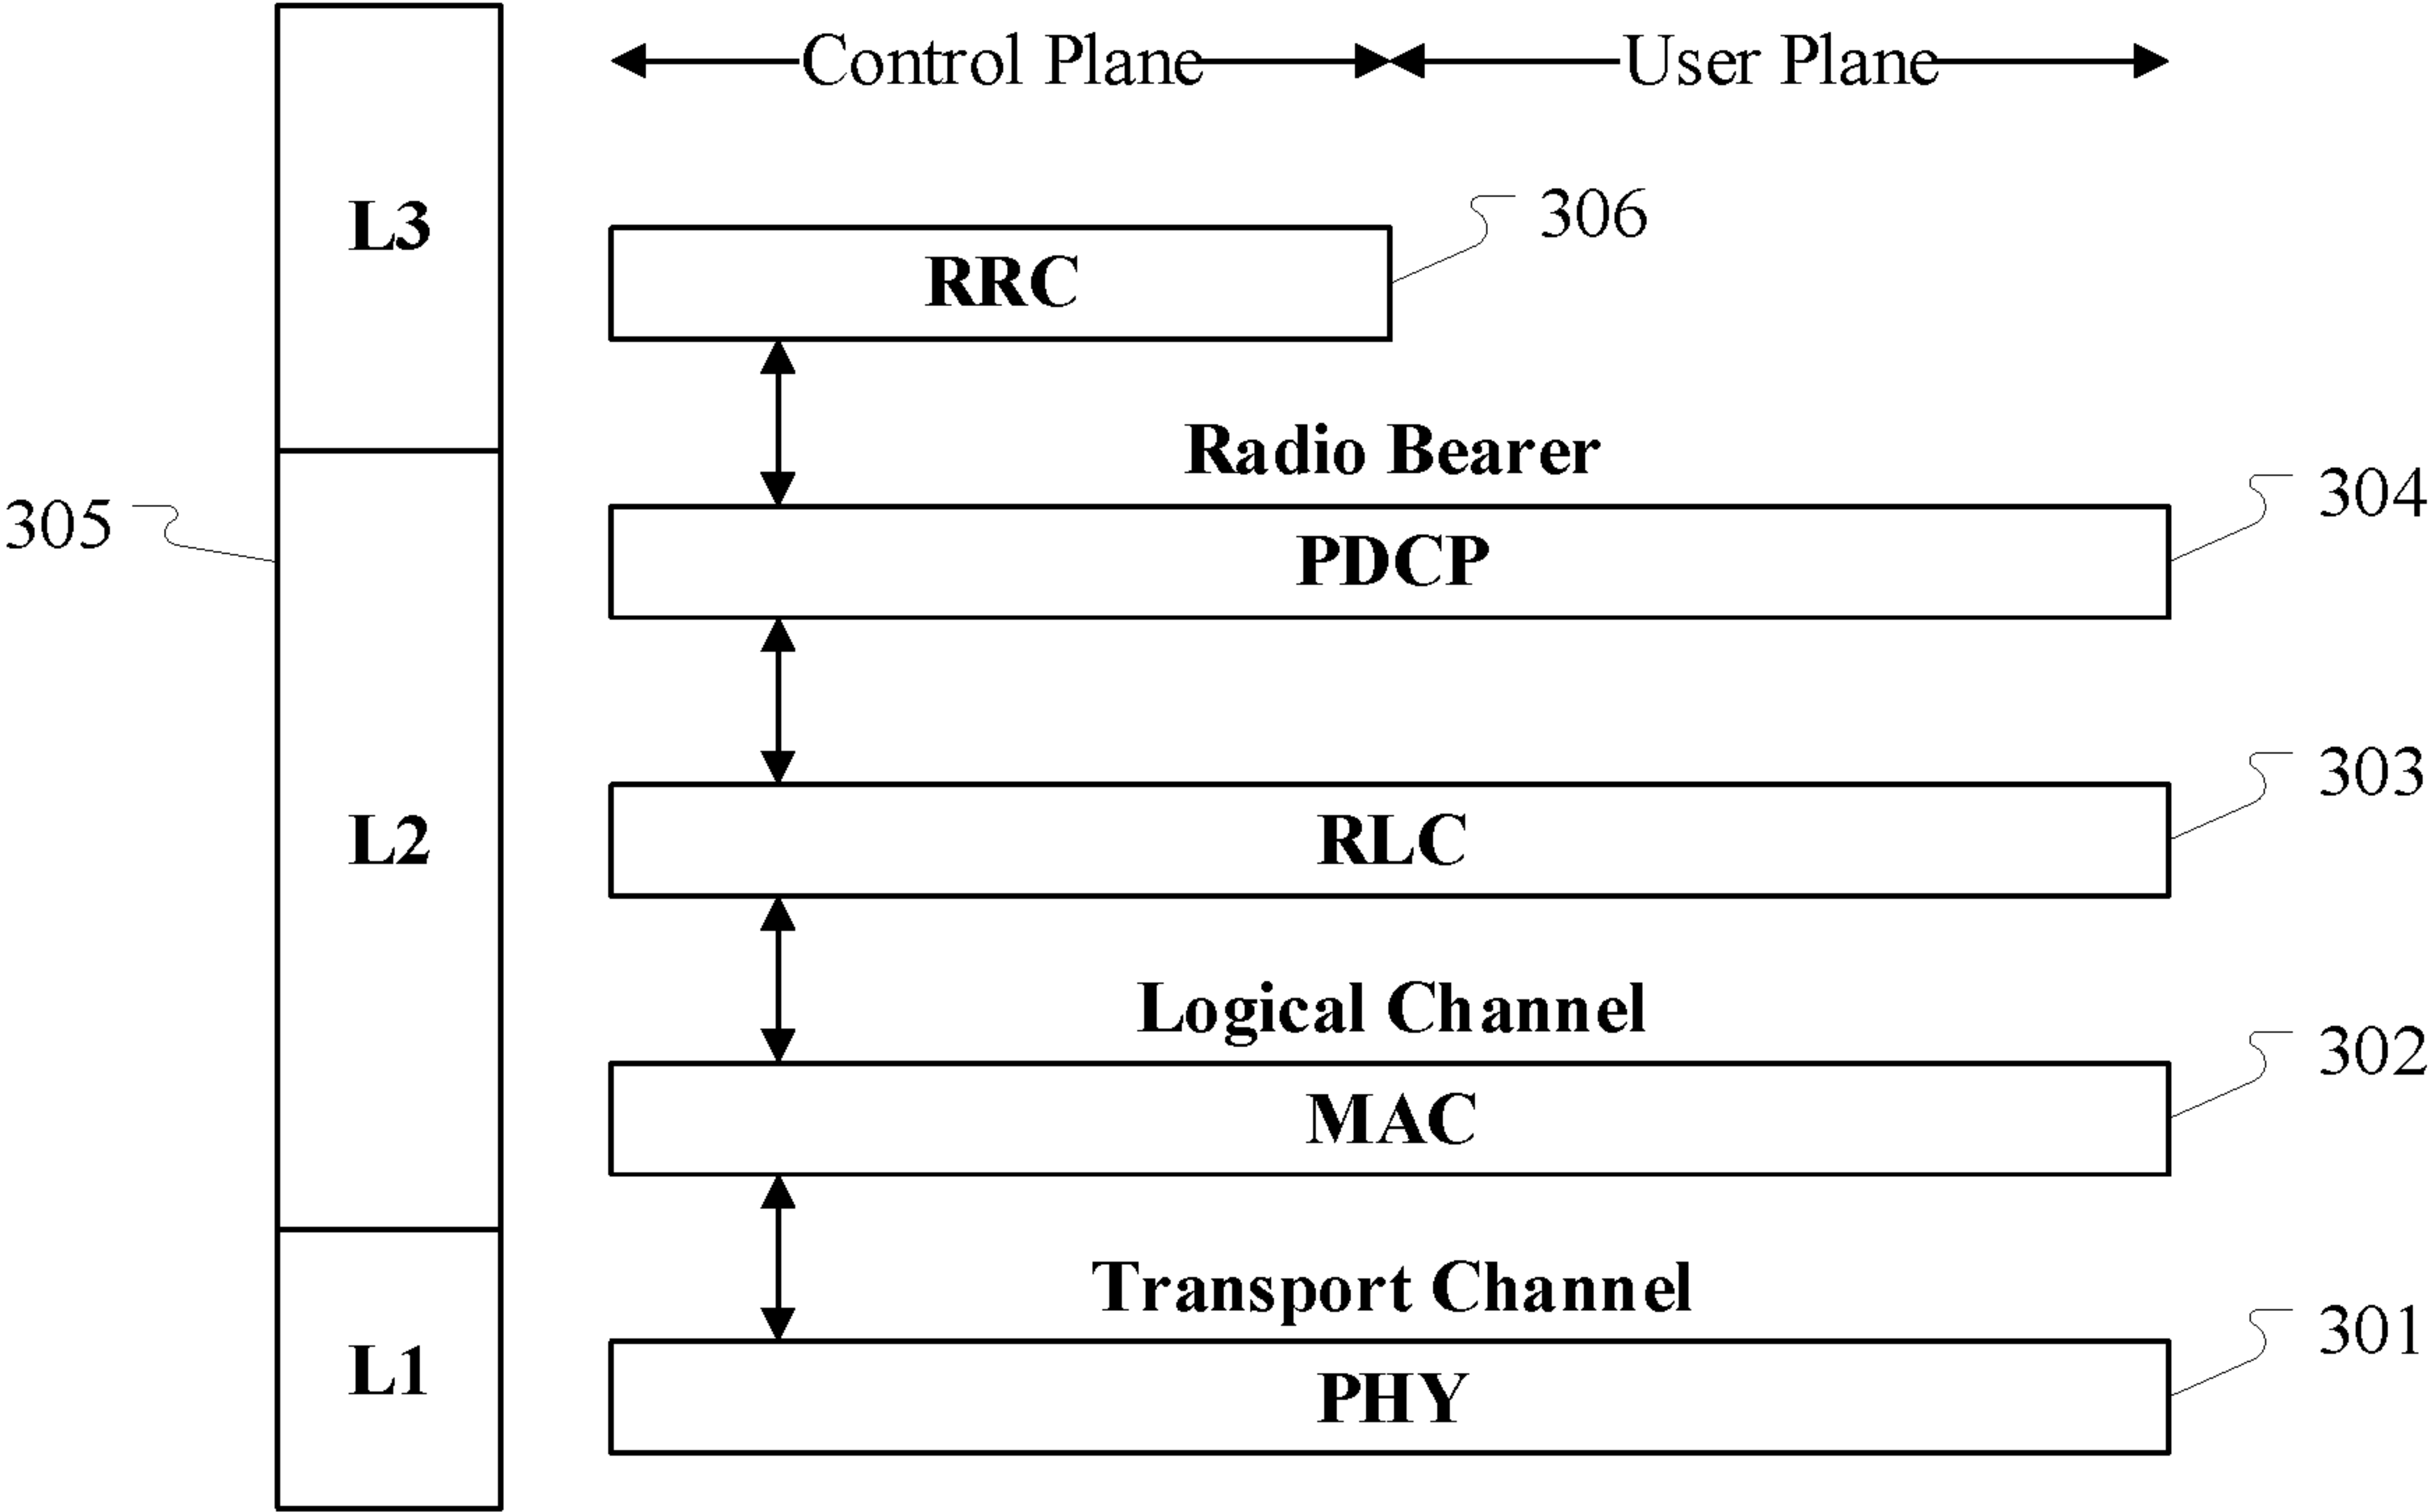 Control Plane User Plane
L3
306
RRC
Radio Bearer
304
305
PDCP
303
L2
RLC
Logical Channel
302
MAC
Transport Channel
301
L1
PHY